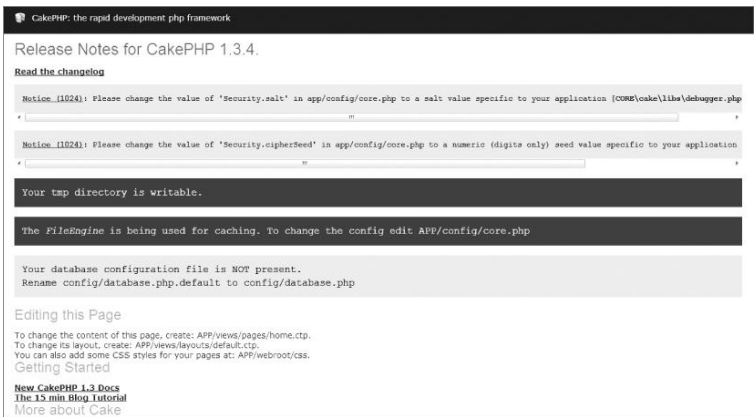 CakePHP: the rapid development php framework
Release Notes for CakePHP 1.3.4.
Read the changelog
Notice (1024): Please change the value of 'Security.salt' in app/config/core.php to a salt value specific to your application [CORE\cake\libs\debugger.php
Notice (1024): Please change the value of 'Security.cipherSeed' in app/config/core.php to a numeric (digits only) seed value specific to your application
Your tmp directory is writable.
The FileEngine is being used for caching. To change the config edit APP/config/core.php
Your database configuration file is NOT present.
Rename config/database.php.default to config/database.php
Editing this Page
To change the content of this page, create: APP/views/pages/home.ctp.
To change its layout, create: APP/views/layouts/default.ctp.
You can also add some CSS styles for your pages at: APP/webroot/css.
Getting Started
New CakePHP 1.3 Docs
The 15 min Blog Tutorial
More about Cake